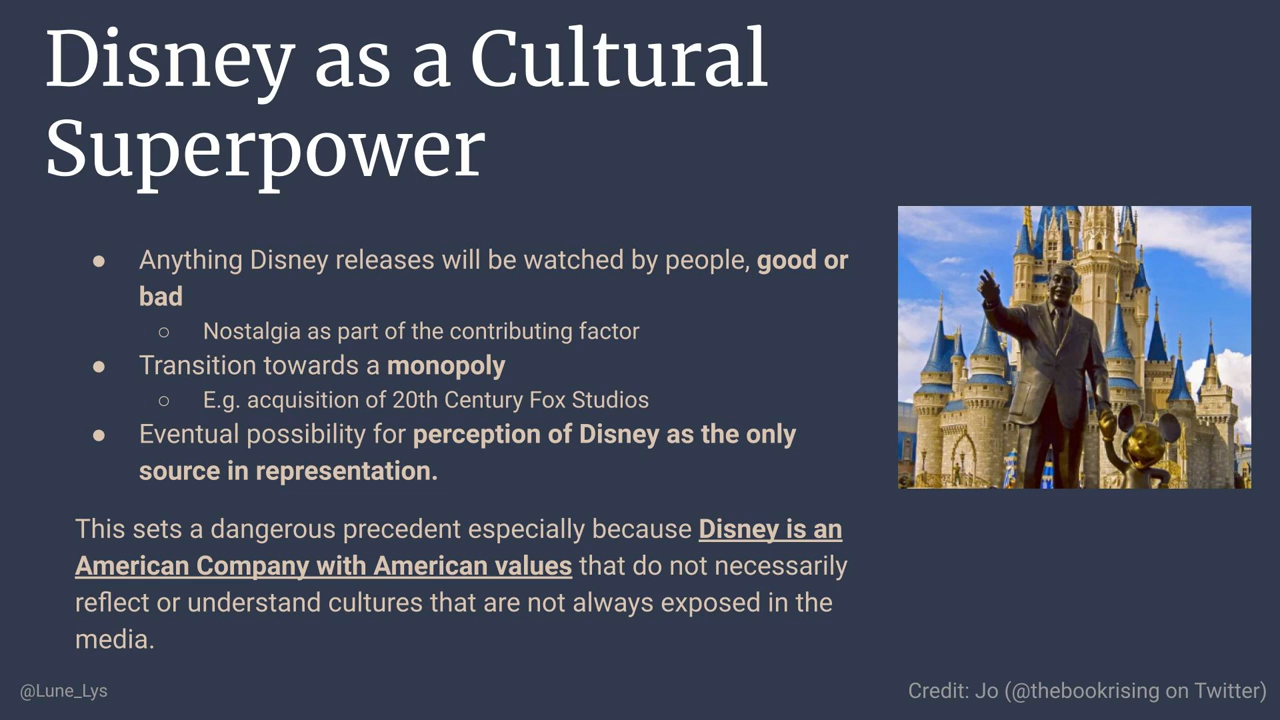 Disney as a Cultural
Superpower
● Anything Disney releases will be watched by people, good or
bad
○ Nostalgia as part of the contributing factor
● Transition towards a monopoly
○ E.g. acquisition of 20th Century Fox Studios
● Eventual possibility for perception of Disney as the only
source in representation.
This sets a dangerous precedent especially because Disney is an
American Company with American values that do not necessarily
reflect or understand cultures that are not always exposed in the
media.
@Lune_Lys
Credit: Jo (@thebookrising on Twitter)